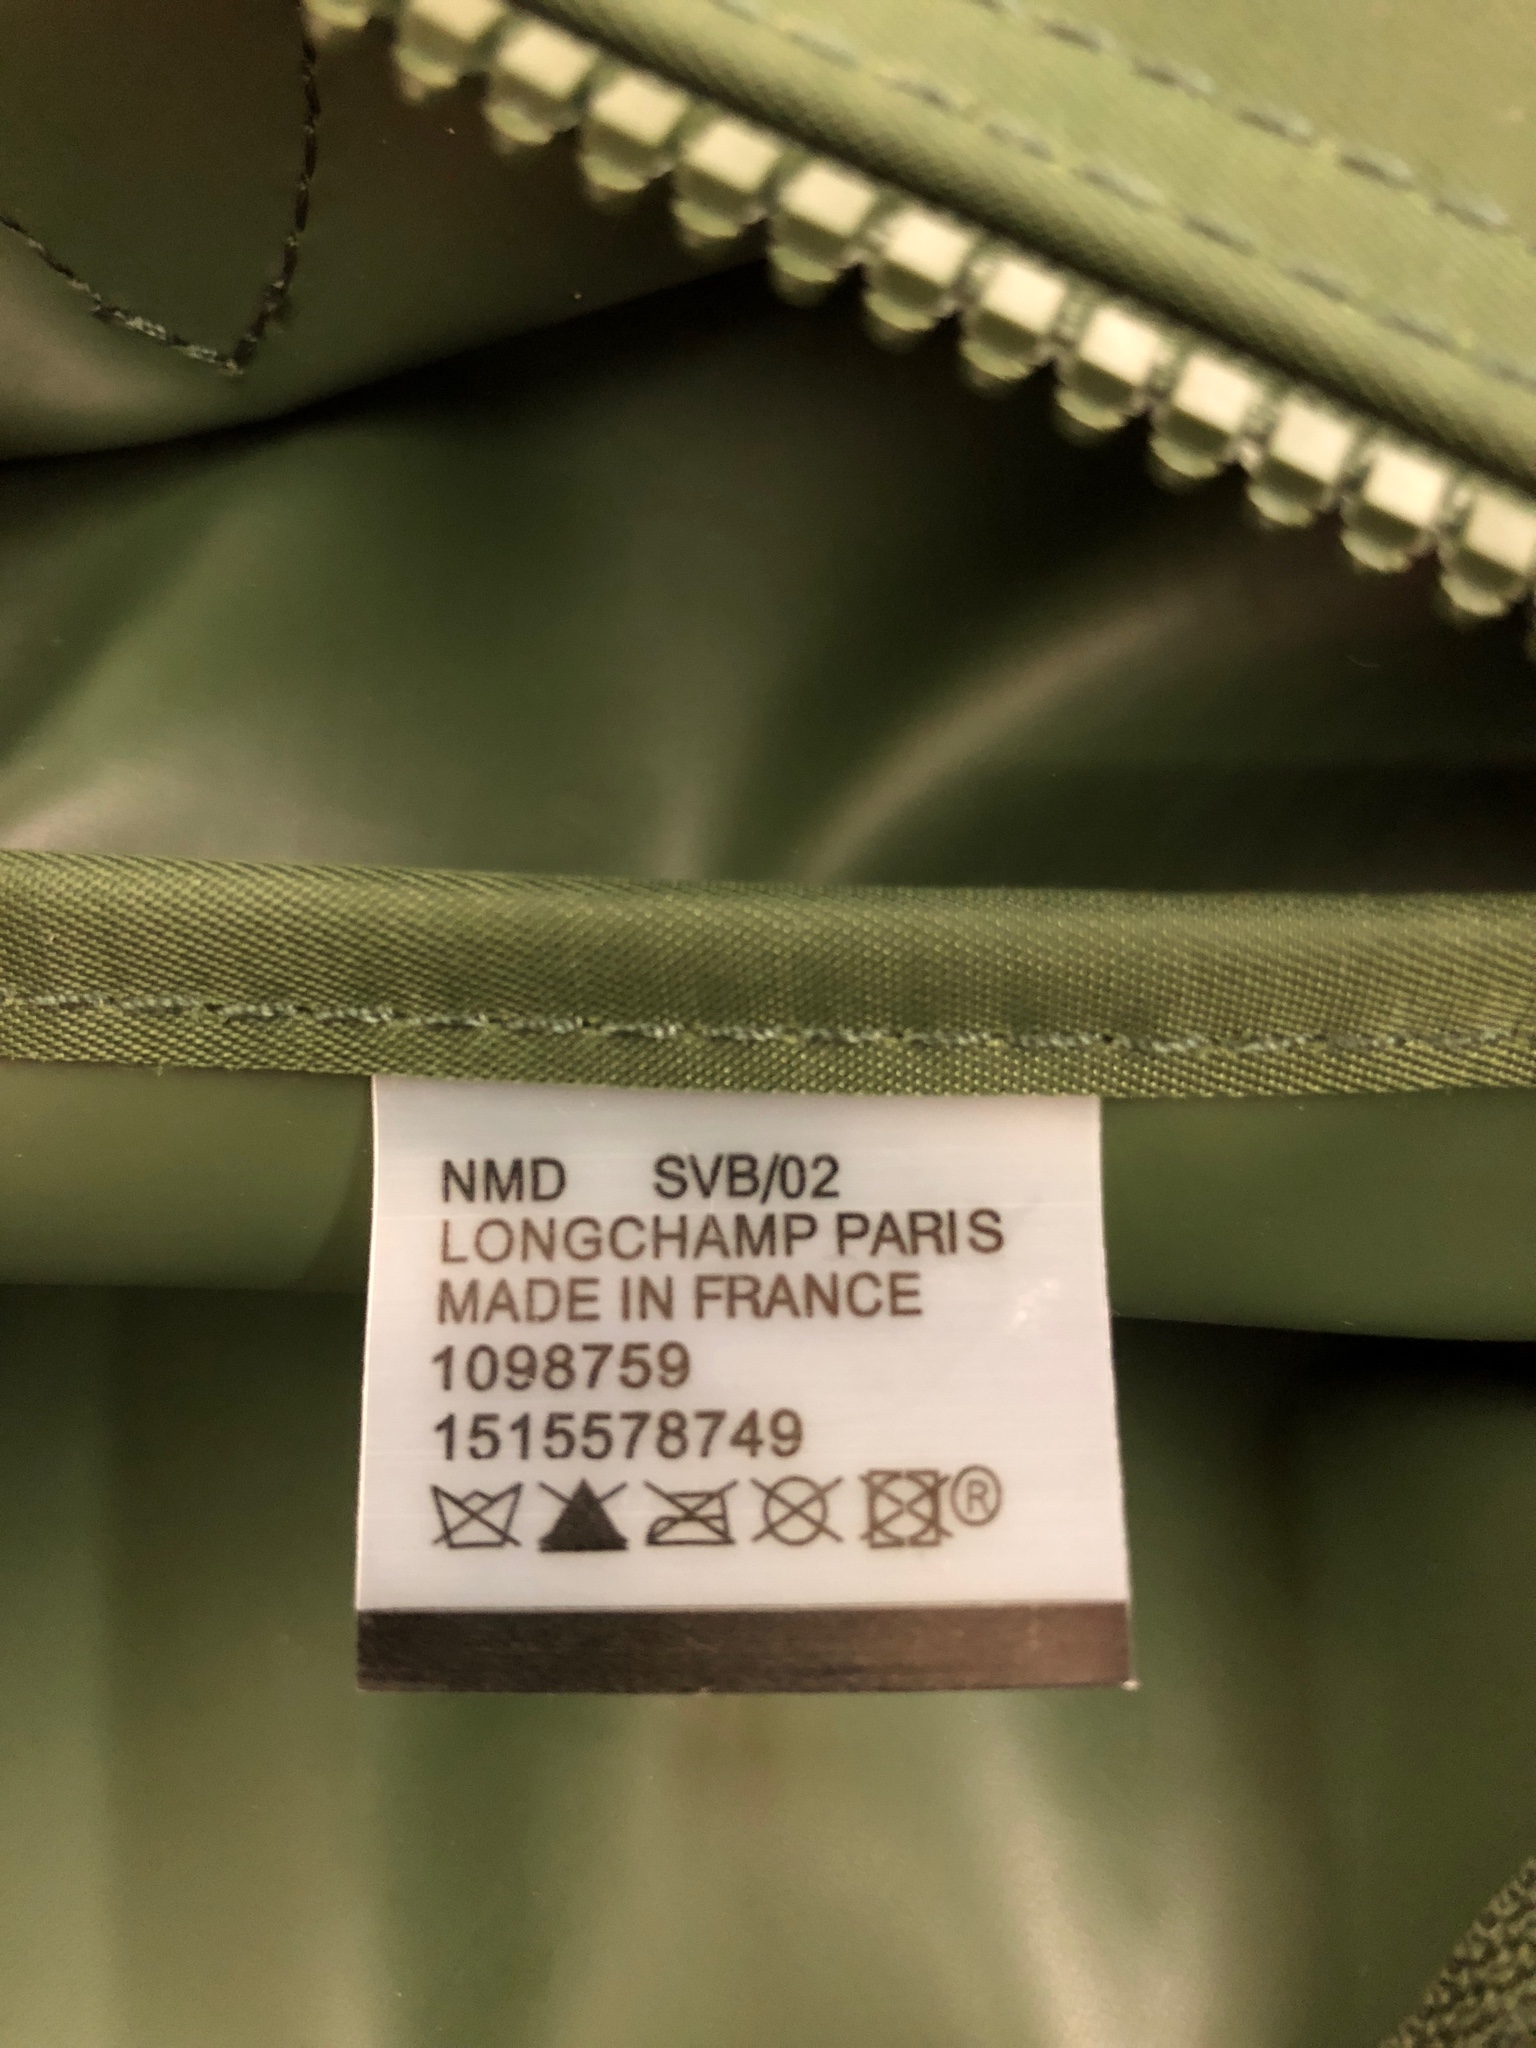 NMD SVB/02
LONGCHAMP PARIS
MADE IN FRANCE
1098759
1515578749
®